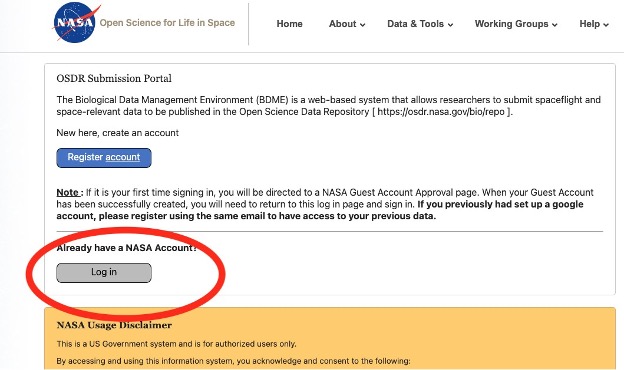 NASA Open Science for Life in Space
Home About Data & Tools Working Groups Help
OSDR Submission Portal
The Biological Data Management Environment (BDME) is a web-based system that allows researchers to submit spaceflight and
space-relevant data to be published in the Open Science Data Repository [ https://osdr.nasa.gov/bio/repo ].
New here, create an account
Register account
Note : If it is your first time signing in, you will be directed to a NASA Guest Account Approval page. When your Guest Account
has been successfully created, you will need to return to this log in page and sign in. If you previously had set up a google
account, please register using the same email to have access to your previous data.
Already have a NASA Account?
Log in
NASA Usage Disclaimer
This is a US Government system and is for authorized users only.
By accessing and using this information system, you acknowledge and consent to the following: